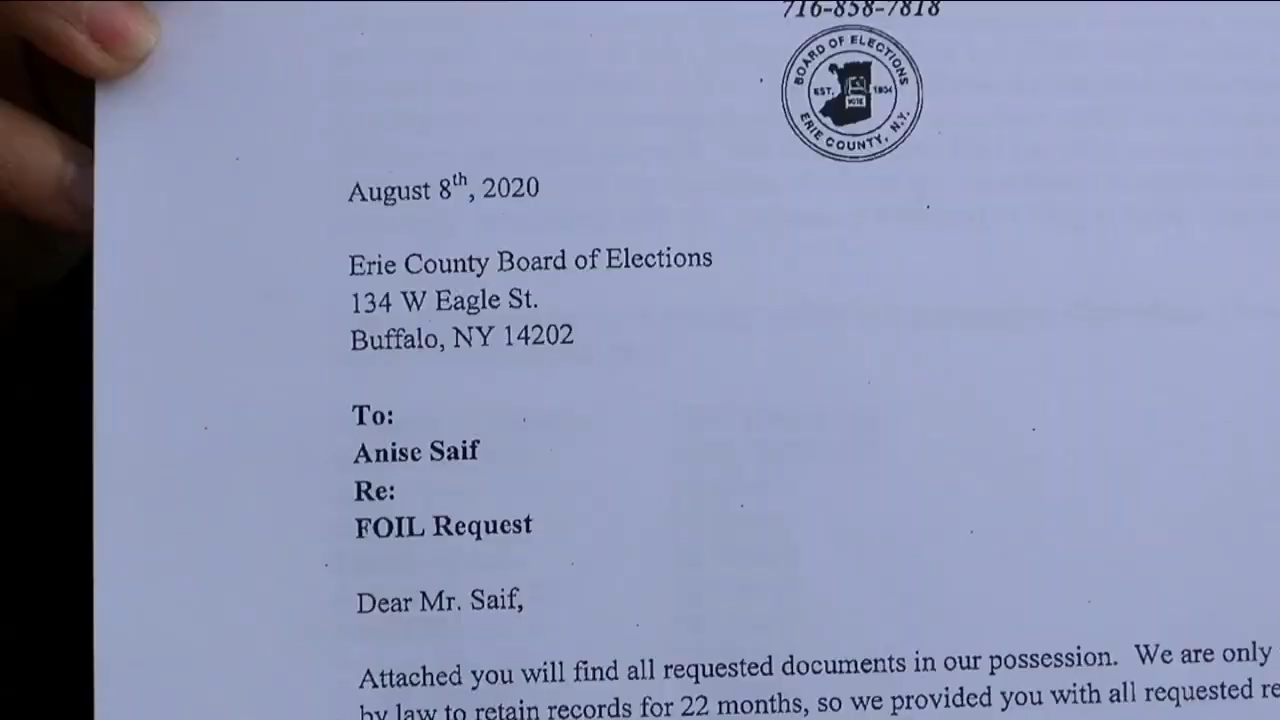 716-858-7818
BOARD OF ELECTIONS
EST. 1904
VOTE
ERIE COUNTY, N.Y.
August 8th, 2020
Erie County Board of Elections
134 W Eagle St.
Buffalo, NY 14202
To:
Anise Saif
Re:
FOIL Request
Dear Mr. Saif,
Attached you will find all requested documents in our possession. We are only
by law to retain records for 22 months, so we provided you with all requested re